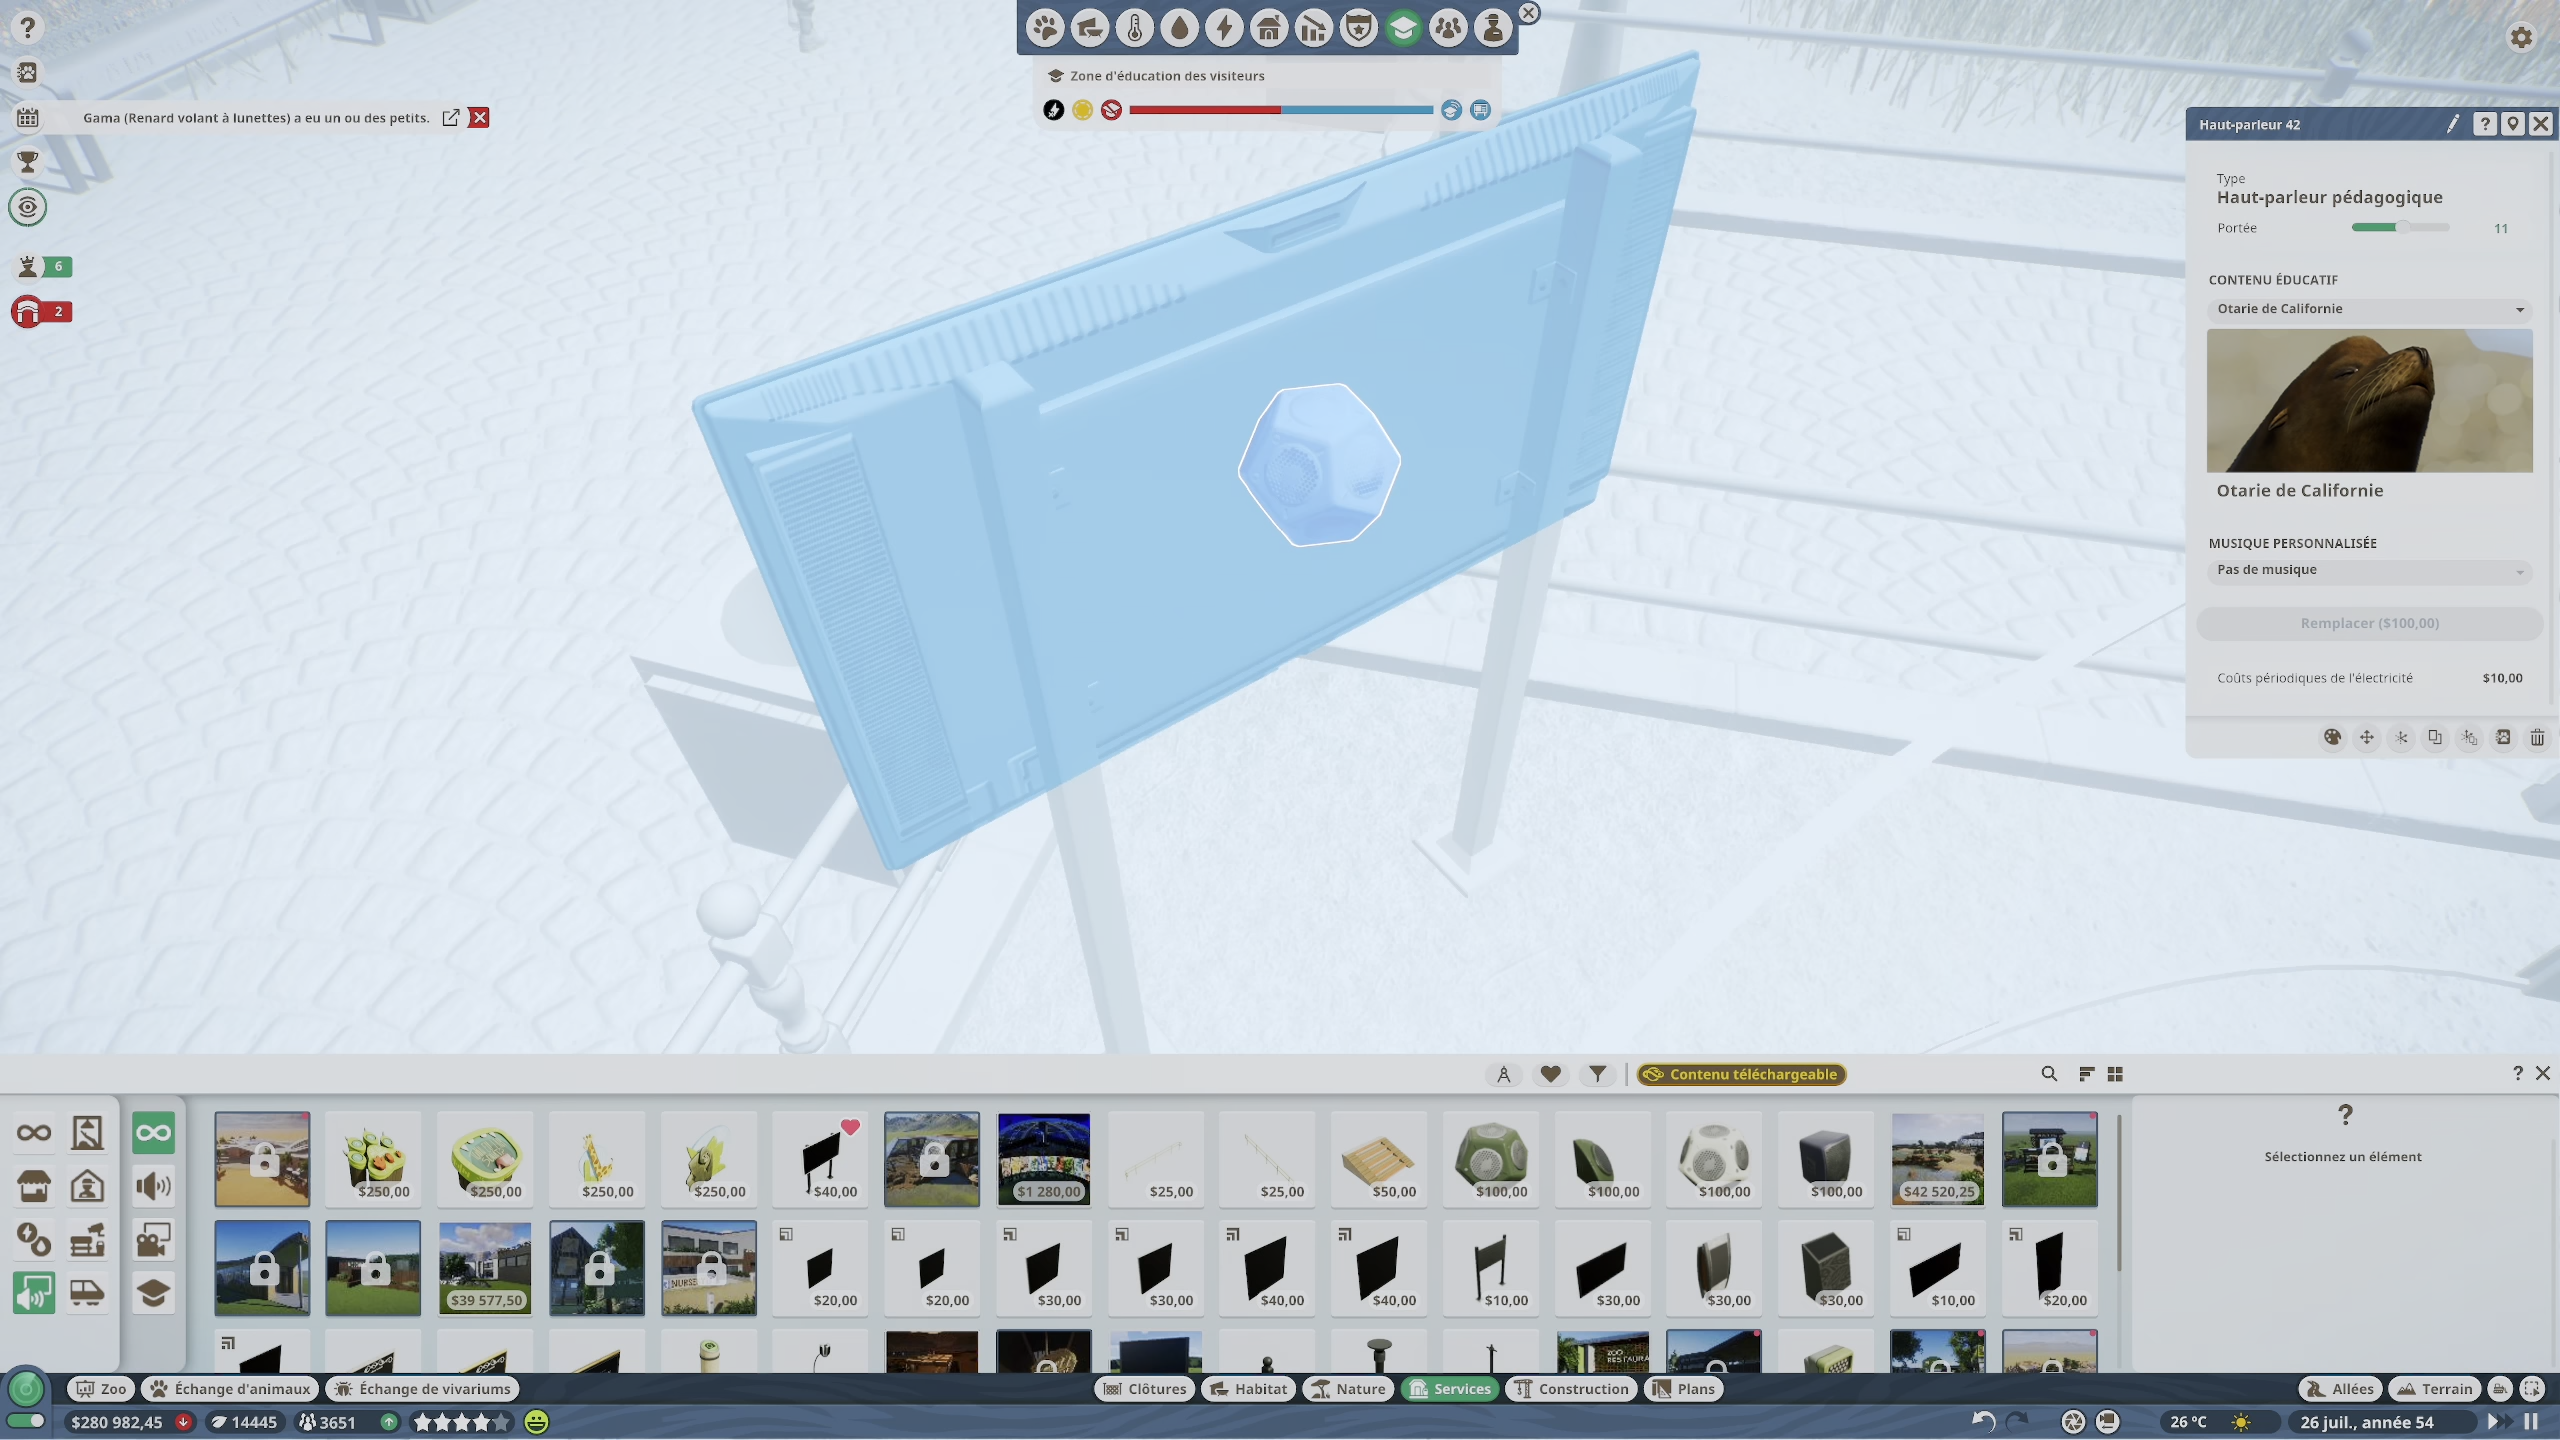 Zone d'éducation des visiteurs
Gama (Renard volant à lunettes) a eu un ou des petits.
6
2
Haut-parleur 42
?
Type
Haut-parleur pédagogique
Portée
11
CONTENU ÉDUCATIF
Otarie de Californie
Otarie de Californie
MUSIQUE PERSONNALISÉE
Pas de musique
Remplacer ($100,00)
Coûts périodiques de l'électricité
$10,00
Contenu téléchargeable
?
?
Sélectionnez un élément
$250,00
$250,00
$250,00
$250,00
$40,00
$1 280,00
$25,00
$25,00
$50,00
$100,00
$100,00
$100,00
$100,00
$42 520,25
$39 577,50
NURSE
$20,00
$20,00
$30,00
$30,00
$40,00
$40,00
$10,00
$30,00
$30,00
$30,00
$10,00
$20,00
ZOO
RESTAURA
Zoo
Échange d'animaux
Échange de vivariums
Clôtures
Habitat
Nature
Services
Construction
Plans
Allées
Terrain
$280 982,45
14445
3651
26 °C
26 juil., année 54